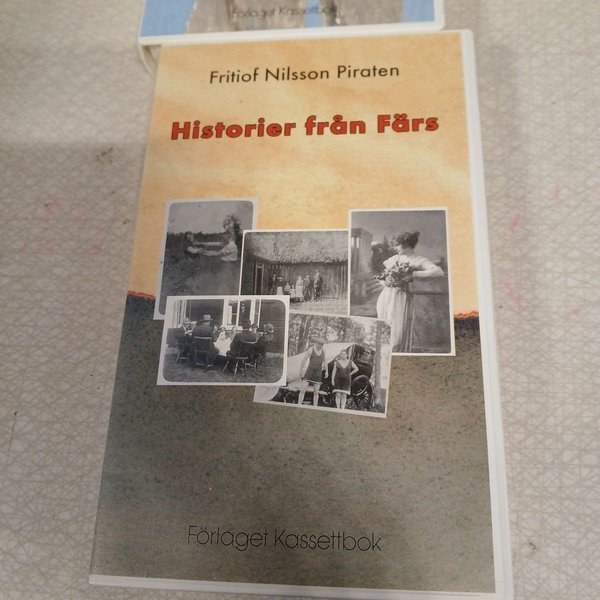 Förlaget Kassettbok
Fritiof Nilsson Piraten
Historier från Färs
Förlaget Kassettbok